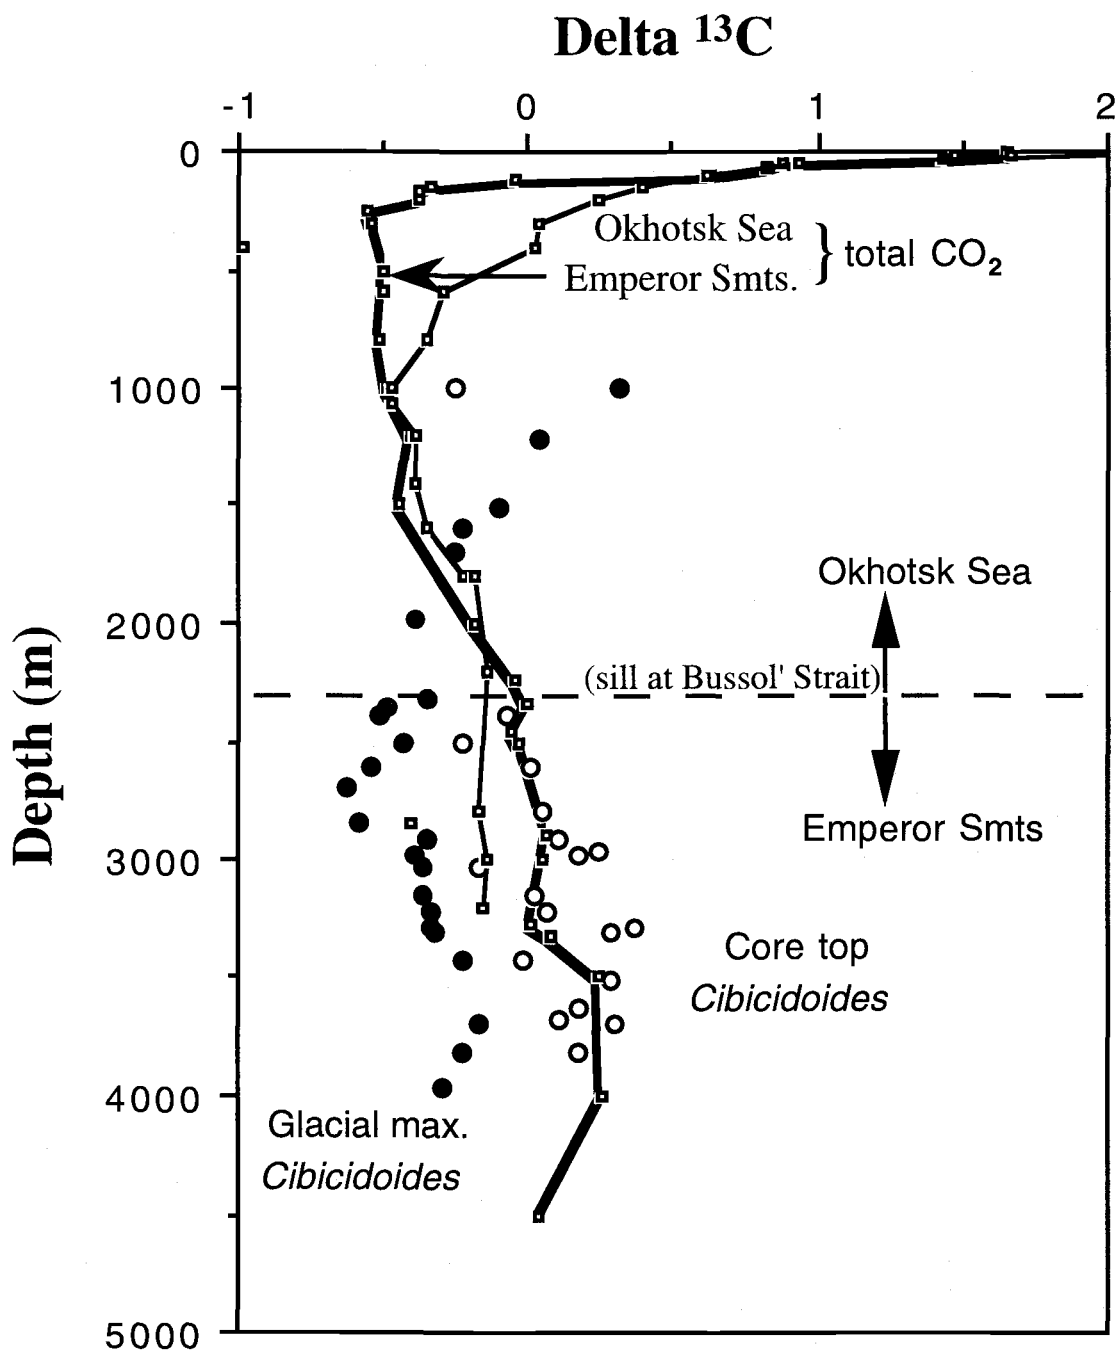 Delta ¹³C
-1 0 1 2
0
Okhotsk Sea
Emperor Smts.
} total CO₂
1000
Okhotsk Sea
2000
(sill at Bussol' Strait)
Depth (m)
Emperor Smts
3000
Core top
Cibicidoides
4000
Glacial max.
Cibicidoides
5000